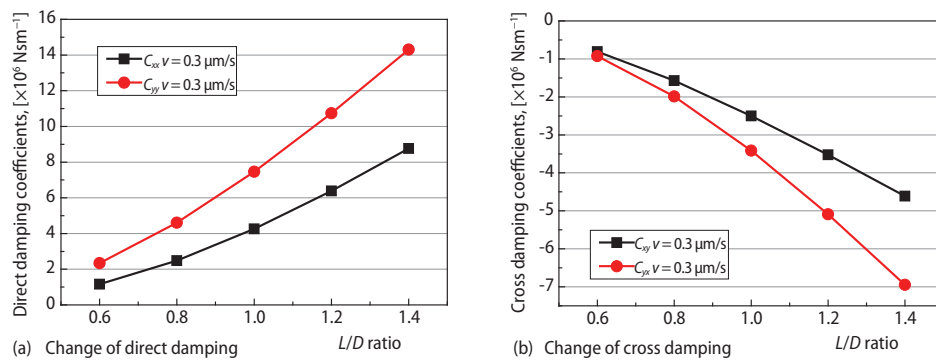 Direct damping coefficients, [×10⁶ Nsm⁻¹]
16
14
12
10
8
6
4
2
0
Cxx v = 0.3 µm/s
Cyy v = 0.3 µm/s
0.6 0.8 1.0 1.2 1.4
L/D ratio
(a) Change of direct damping
Cross damping coefficients, [×10⁶ Nsm⁻¹]
-0
-1
-2
-3
-4
-5
-6
-7
Cxy v = 0.3 µm/s
Cyx v = 0.3 µm/s
0.6 0.8 1.0 1.2 1.4
L/D ratio
(b) Change of cross damping